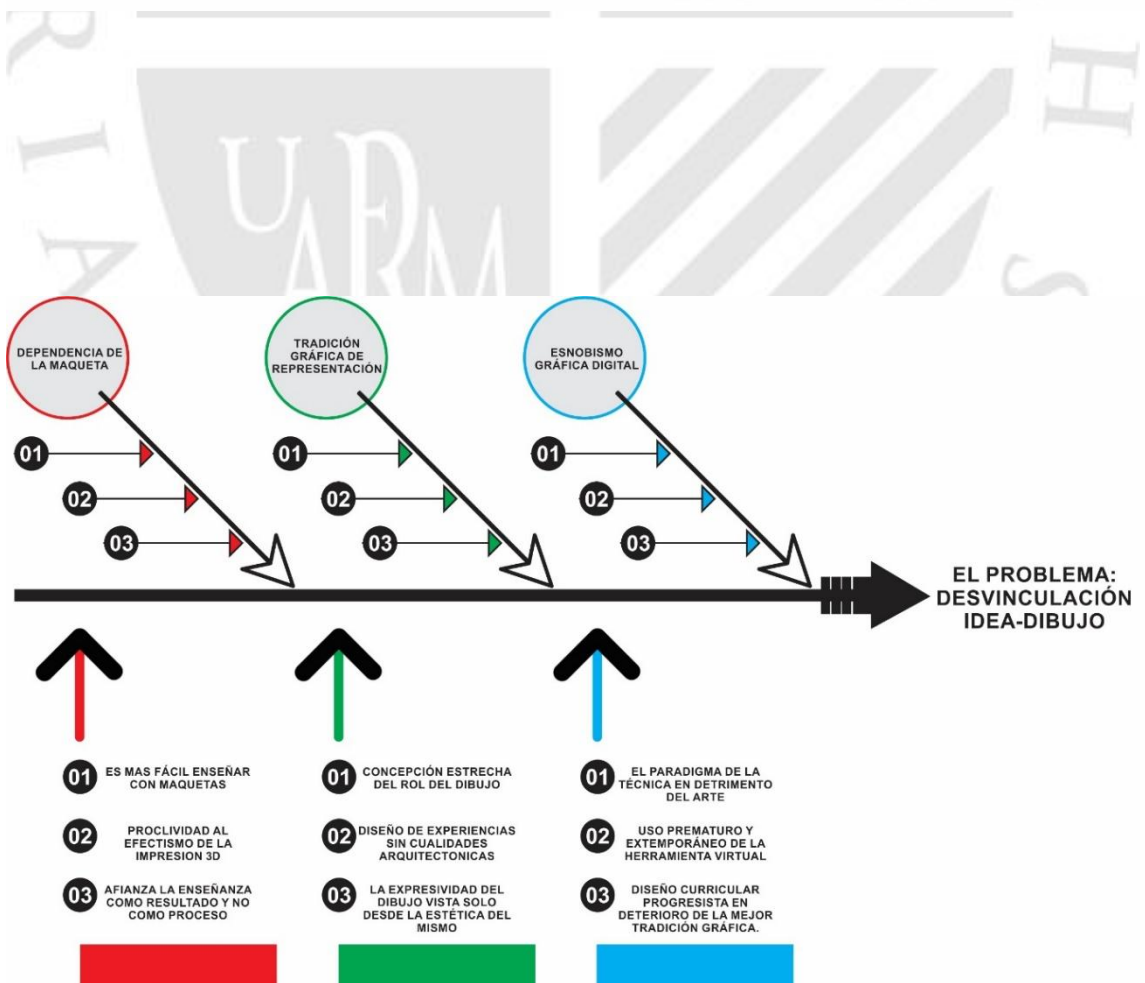 R
I
A
UARM
H
S
DEPENDENCIA DE
LA MAQUETA
TRADICIÓN
GRÁFICA DE
REPRESENTACIÓN
ESNOBISMO
GRÁFICA DIGITAL
01
02
03
01
02
03
01
02
03
EL PROBLEMA:
DESVINCULACIÓN
IDEA-DIBUJO
01 ES MAS FÁCIL ENSEÑAR
CON MAQUETAS
02 PROCLIVIDAD AL
EFECTISMO DE LA
IMPRESION 3D
03 AFIANZA LA ENSEÑANZA
COMO RESULTADO Y NO
COMO PROCESO
01 CONCEPCIÓN ESTRECHA
DEL ROL DEL DIBUJO
02 DISEÑO DE EXPERIENCIAS
SIN CUALIDADES
ARQUITECTONICAS
03 LA EXPRESIVIDAD DEL
DIBUJO VISTA SOLO
DESDE LA ESTÉTICA DEL
MISMO
01 EL PARADIGMA DE LA
TÉCNICA EN DETRIMENTO
DEL ARTE
02 USO PREMATURO Y
EXTEMPORÁNEO DE LA
HERRAMIENTA VIRTUAL
03 DISEÑO CURRICULAR
PROGRESISTA EN
DETERIORO DE LA MEJOR
TRADICIÓN GRÁFICA.